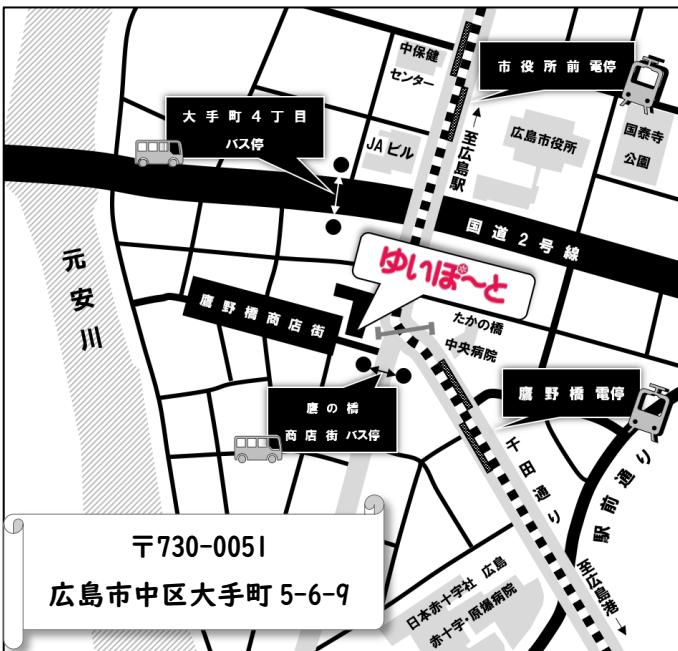 中保健
センター
市役所前電停
大手町4丁目
バス停
JAビル
至広島駅
広島市役所
国泰寺
公園
国道2号線
元安川
ゆいぽ~と
鷹野橋商店街
たかの橋
中央病院
鷹の橋
商店街バス停
鷹野橋電停
千田通り
駅前通り
〒730-0051
広島市中区大手町5-6-9
日本赤十字社 広島
赤十字・原爆病院
至広島港